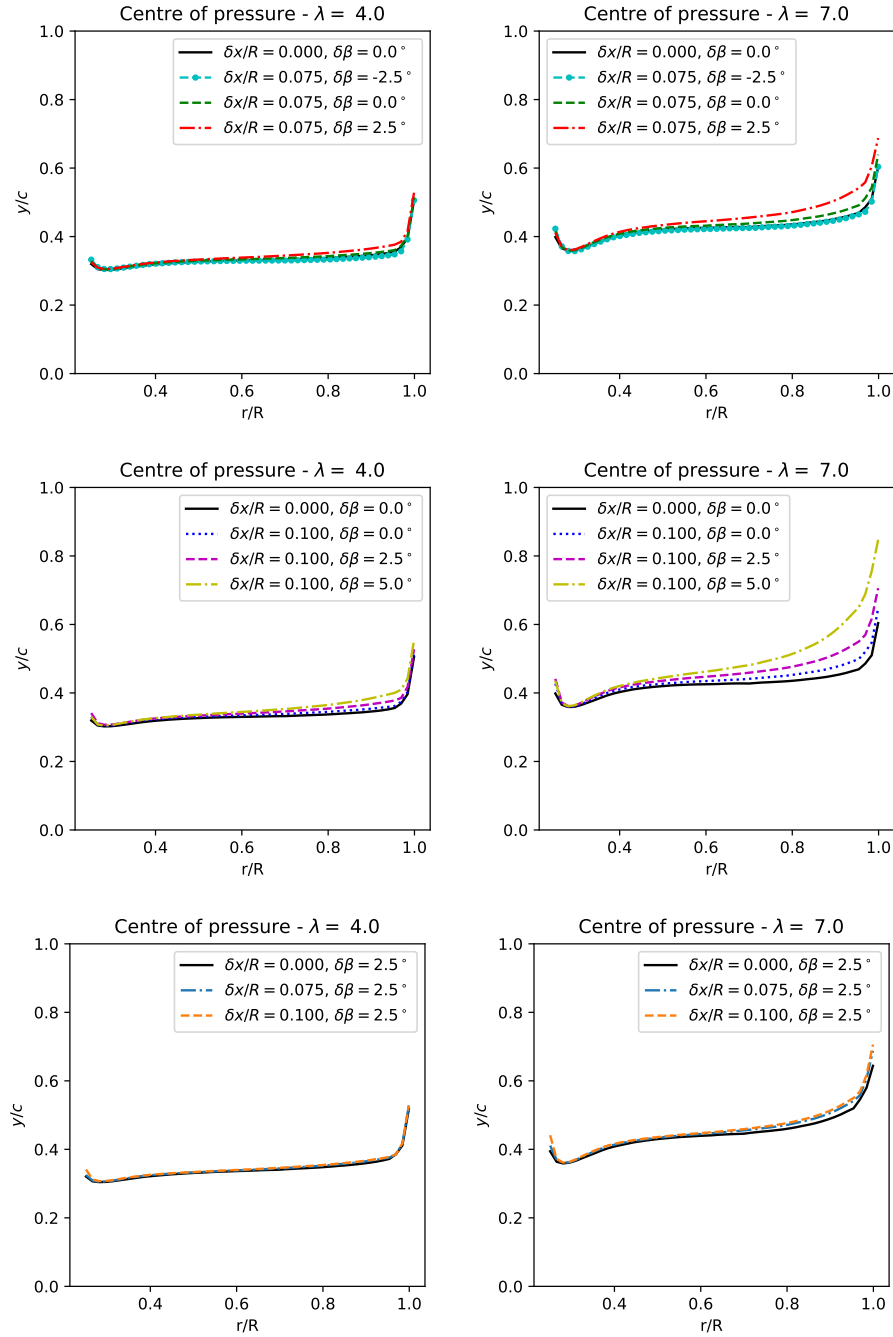 Centre of pressure - λ = 4.0
δx/R = 0.000, δβ = 0.0°
δx/R = 0.075, δβ = -2.5°
δx/R = 0.075, δβ = 0.0°
δx/R = 0.075, δβ = 2.5°
1.0
0.8
0.6
0.4
0.2
0.0
y/c
0.4 0.6 0.8 1.0
r/R
Centre of pressure - λ = 7.0
δx/R = 0.000, δβ = 0.0°
δx/R = 0.075, δβ = -2.5°
δx/R = 0.075, δβ = 0.0°
δx/R = 0.075, δβ = 2.5°
1.0
0.8
0.6
0.4
0.2
0.0
y/c
0.4 0.6 0.8 1.0
r/R
Centre of pressure - λ = 4.0
δx/R = 0.000, δβ = 0.0°
δx/R = 0.100, δβ = 0.0°
δx/R = 0.100, δβ = 2.5°
δx/R = 0.100, δβ = 5.0°
1.0
0.8
0.6
0.4
0.2
0.0
y/c
0.4 0.6 0.8 1.0
r/R
Centre of pressure - λ = 7.0
δx/R = 0.000, δβ = 0.0°
δx/R = 0.100, δβ = 0.0°
δx/R = 0.100, δβ = 2.5°
δx/R = 0.100, δβ = 5.0°
1.0
0.8
0.6
0.4
0.2
0.0
y/c
0.4 0.6 0.8 1.0
r/R
Centre of pressure - λ = 4.0
δx/R = 0.000, δβ = 2.5°
δx/R = 0.075, δβ = 2.5°
δx/R = 0.100, δβ = 2.5°
1.0
0.8
0.6
0.4
0.2
0.0
y/c
0.4 0.6 0.8 1.0
r/R
Centre of pressure - λ = 7.0
δx/R = 0.000, δβ = 2.5°
δx/R = 0.075, δβ = 2.5°
δx/R = 0.100, δβ = 2.5°
1.0
0.8
0.6
0.4
0.2
0.0
y/c
0.4 0.6 0.8 1.0
r/R